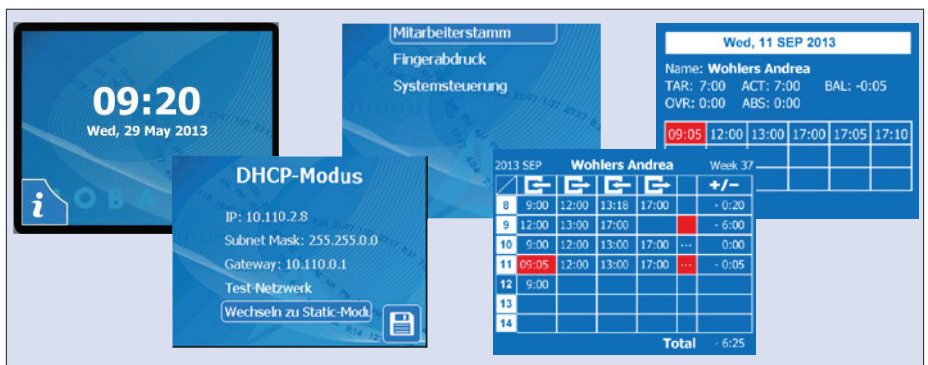 09:20
Wed, 29 May 2013
i
Mitarbeiterstamm
Fingerabdruck
Systemsteuerung
Wed, 11 SEP 2013
Name: Wohlers Andrea
TAR: 7:00 ACT: 7:00 BAL: -0:05
OVR: 0:00 ABS: 0:00
09:05 12:00 13:00 17:00 17:05 17:10
DHCP-Modus
IP: 10.110.2.8
Subnet Mask: 255.255.0.0
Gateway: 10.110.0.1
Test-Netzwerk
Wechseln zu Static-Modu
2013 SEP Wohlers Andrea Week 37
+/-
8 9:00 12:00 13:18 17:00 - 0:20
9 12:00 13:00 17:00 - 6:00
10 9:00 12:00 13:00 17:00 ... 0:00
11 09:05 12:00 13:00 17:00 ... - 0:05
12 9:00
13
14
Total - 6:25